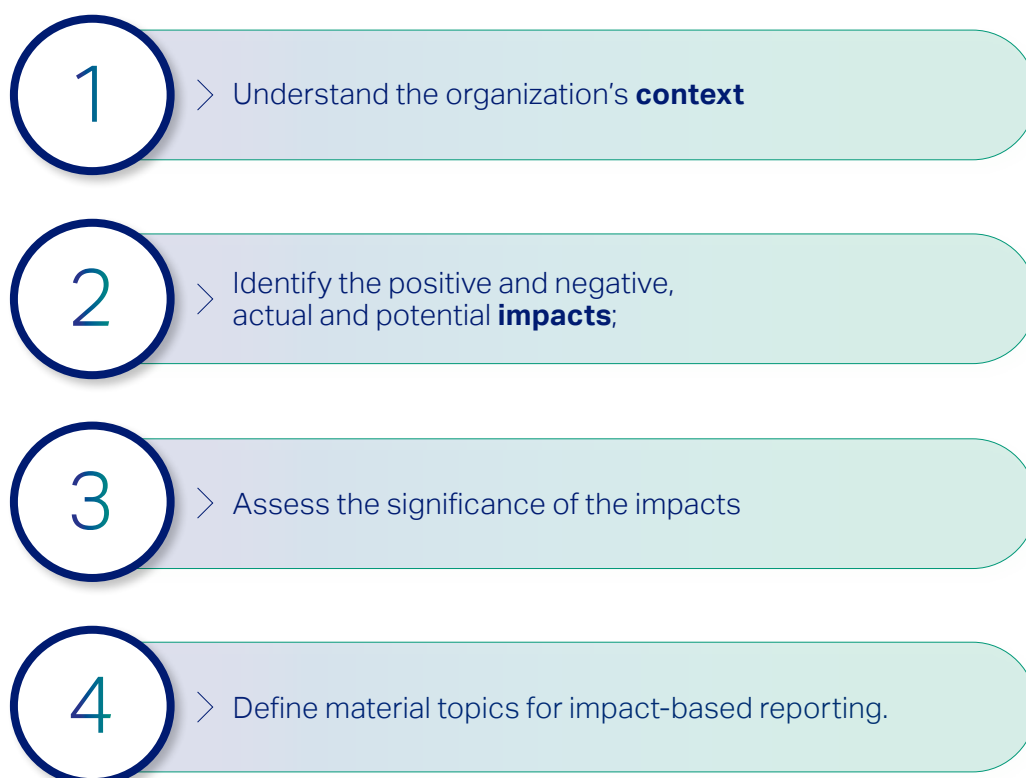 1
Understand the organization's context
2
Identify the positive and negative,
actual and potential impacts;
3
Assess the significance of the impacts
4
Define material topics for impact-based reporting.